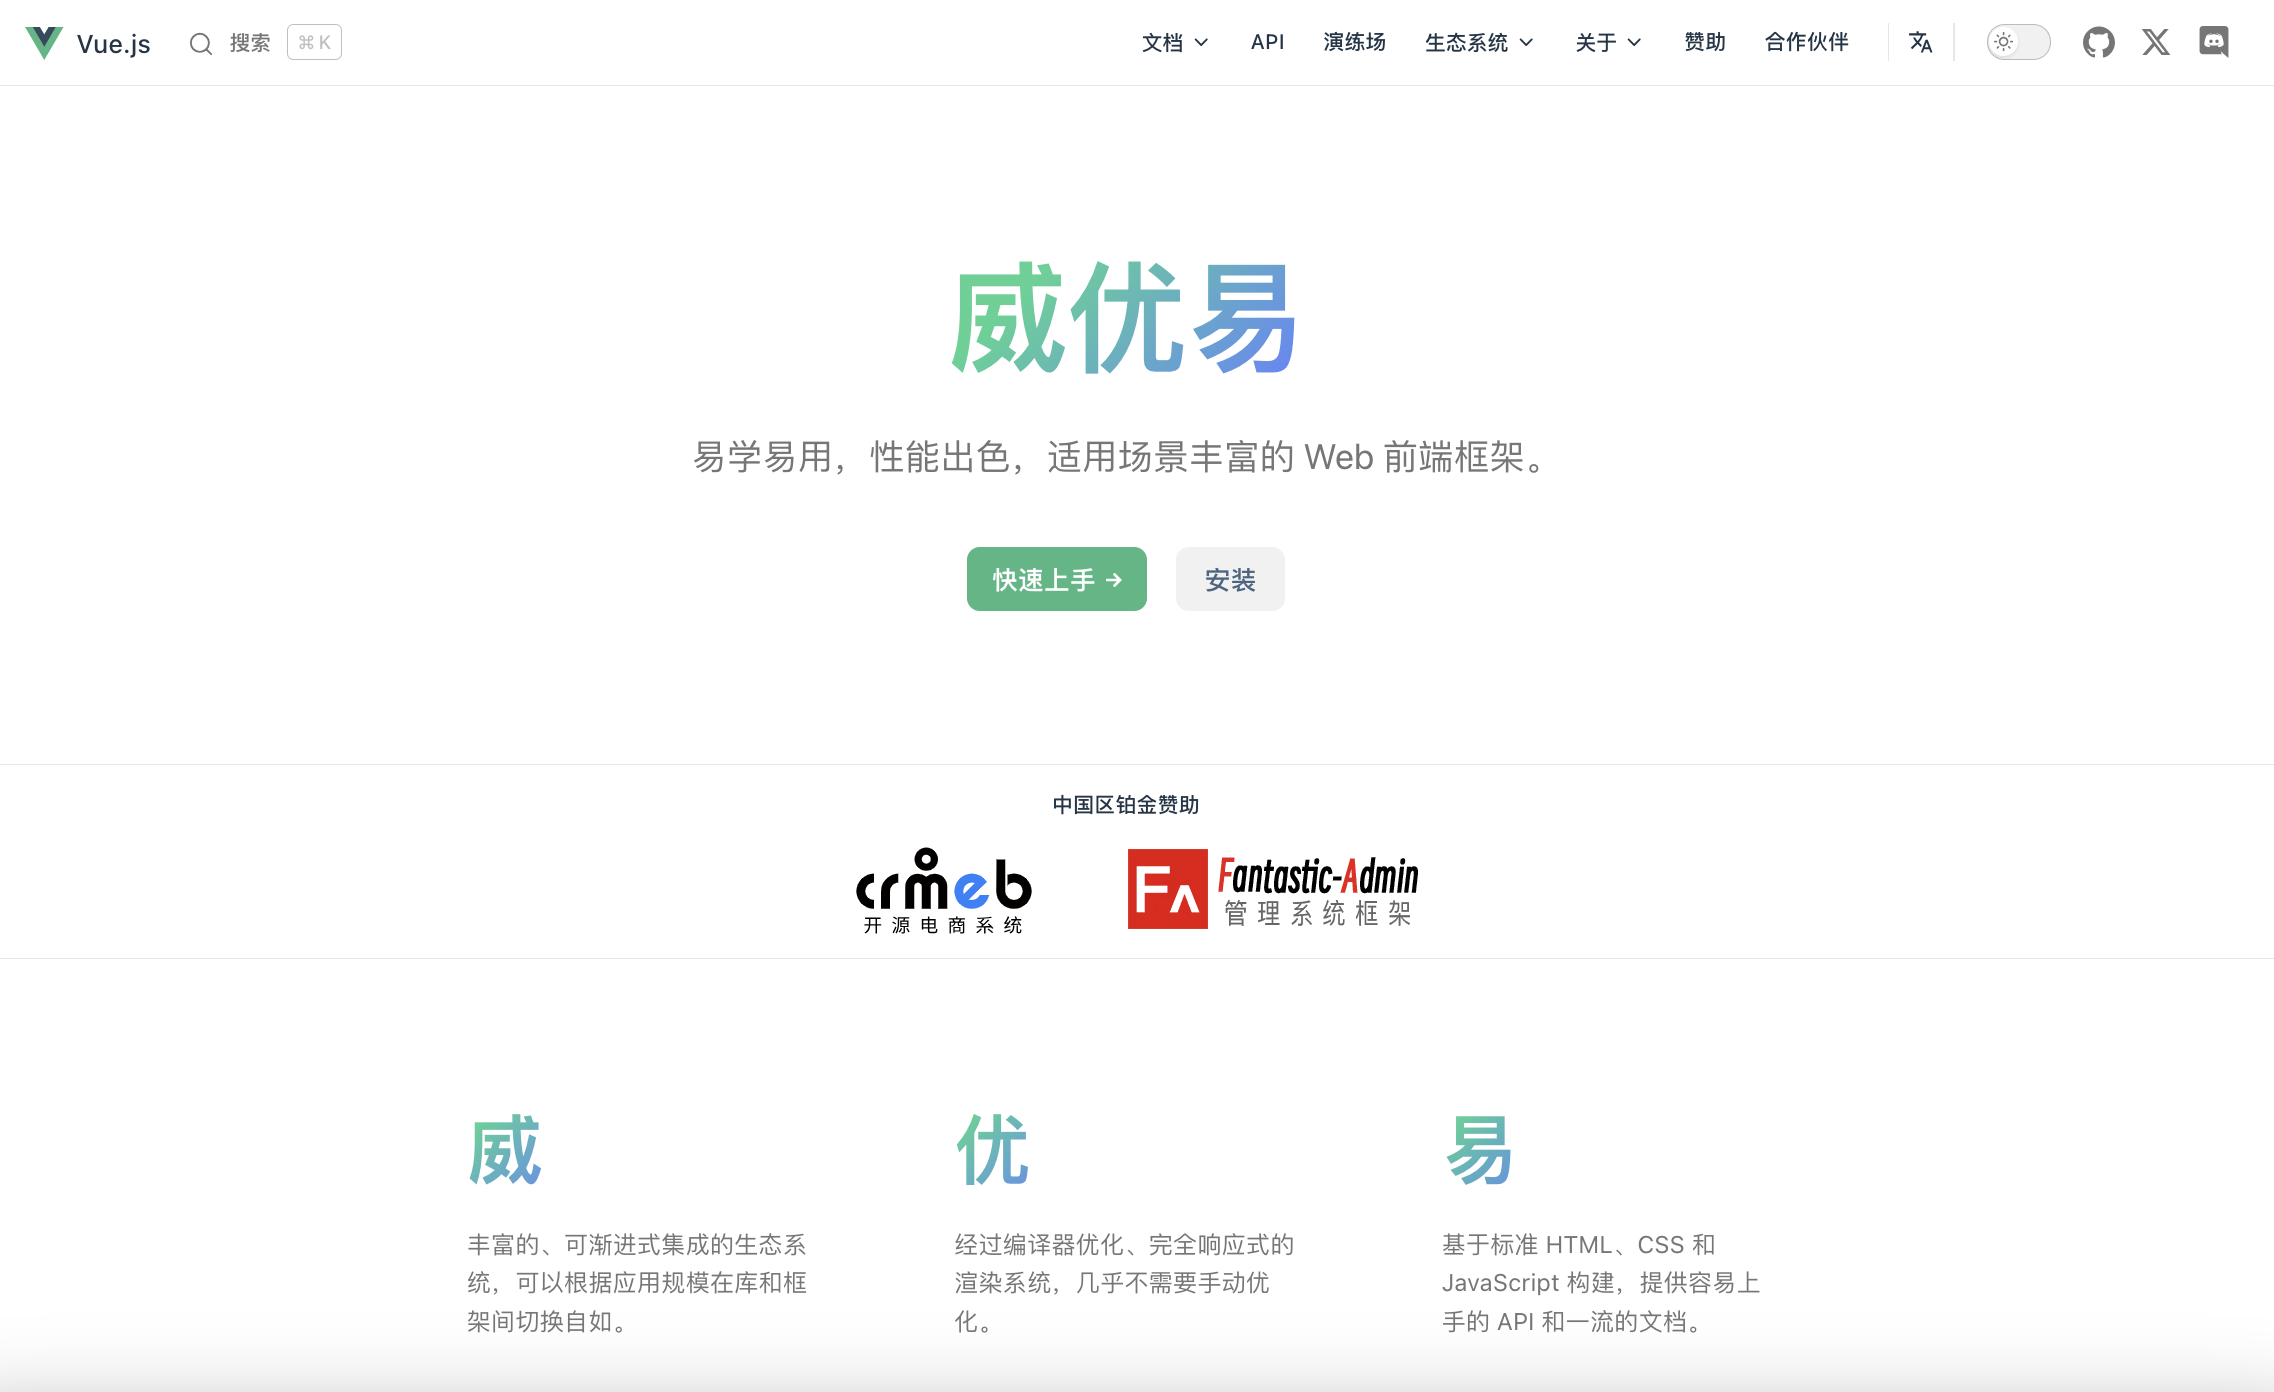 Vue.js 搜索 ⌘ K 文档 API 演练场 生态系统 关于 赞助 合作伙伴
威优易
易学易用，性能出色，适用场景丰富的 Web 前端框架。
快速上手 → 安装
中国区铂金赞助
crmeb
开源电商系统
FA Fantastic-Admin
管理系统框架
威
丰富的、可渐进式集成的生态系
统，可以根据应用规模在库和框
架间切换自如。
优
经过编译器优化、完全响应式的
渲染系统，几乎不需要手动优
化。
易
基于标准 HTML、CSS 和
JavaScript 构建，提供容易上
手的 API 和一流的文档。